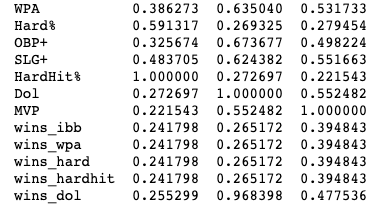 WPA 0.386273 0.635040 0.531733
Hard% 0.591317 0.269325 0.279454
OBP+ 0.325674 0.673677 0.498224
SLG+ 0.483705 0.624382 0.551663
HardHit% 1.000000 0.272697 0.221543
Dol 0.272697 1.000000 0.552482
MVP 0.221543 0.552482 1.000000
wins_ibb 0.241798 0.265172 0.394843
wins_wpa 0.241798 0.265172 0.394843
wins_hard 0.241798 0.265172 0.394843
wins_hardhit 0.241798 0.265172 0.394843
wins_dol 0.255299 0.968398 0.477536